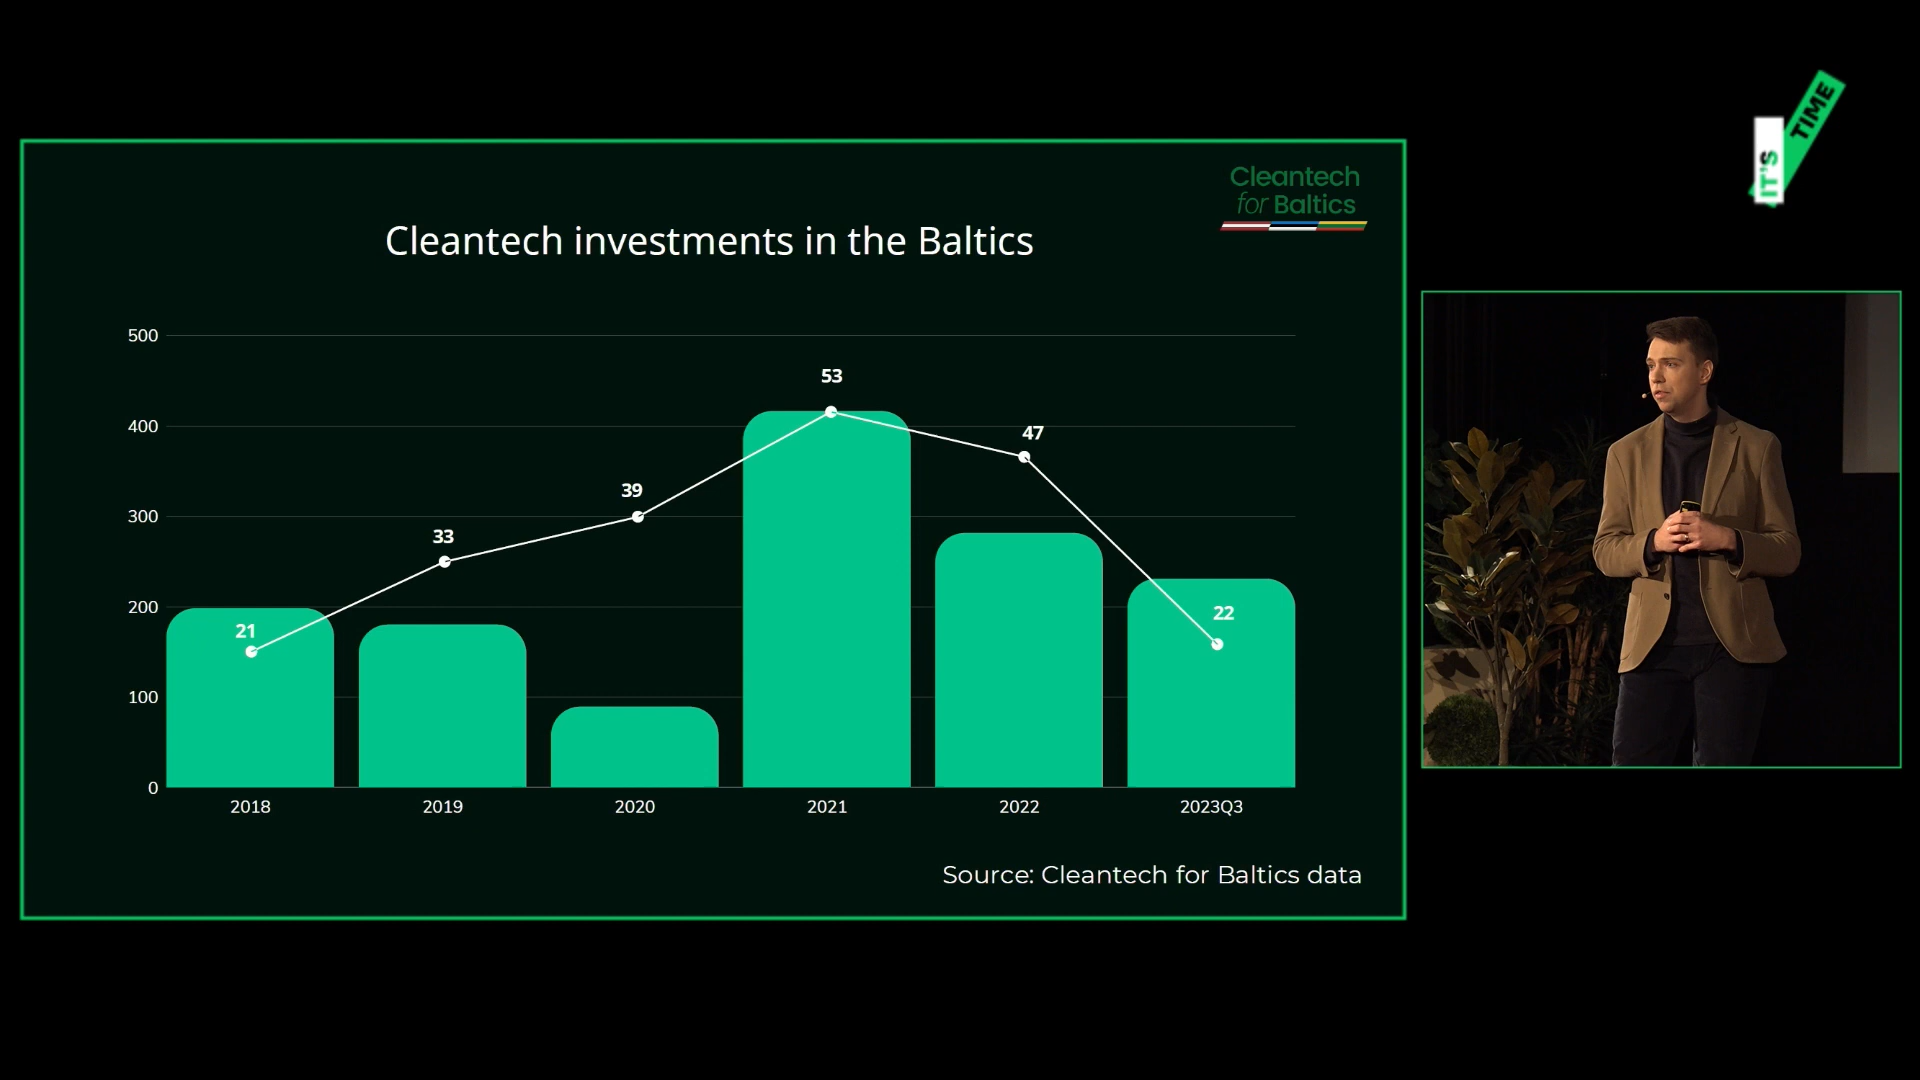 IT'S
TIME
Cleantech
for Baltics
Cleantech investments in the Baltics
500
400
300
200
100
0
21
33
39
53
47
22
2018
2019
2020
2021
2022
2023Q3
Source: Cleantech for Baltics data